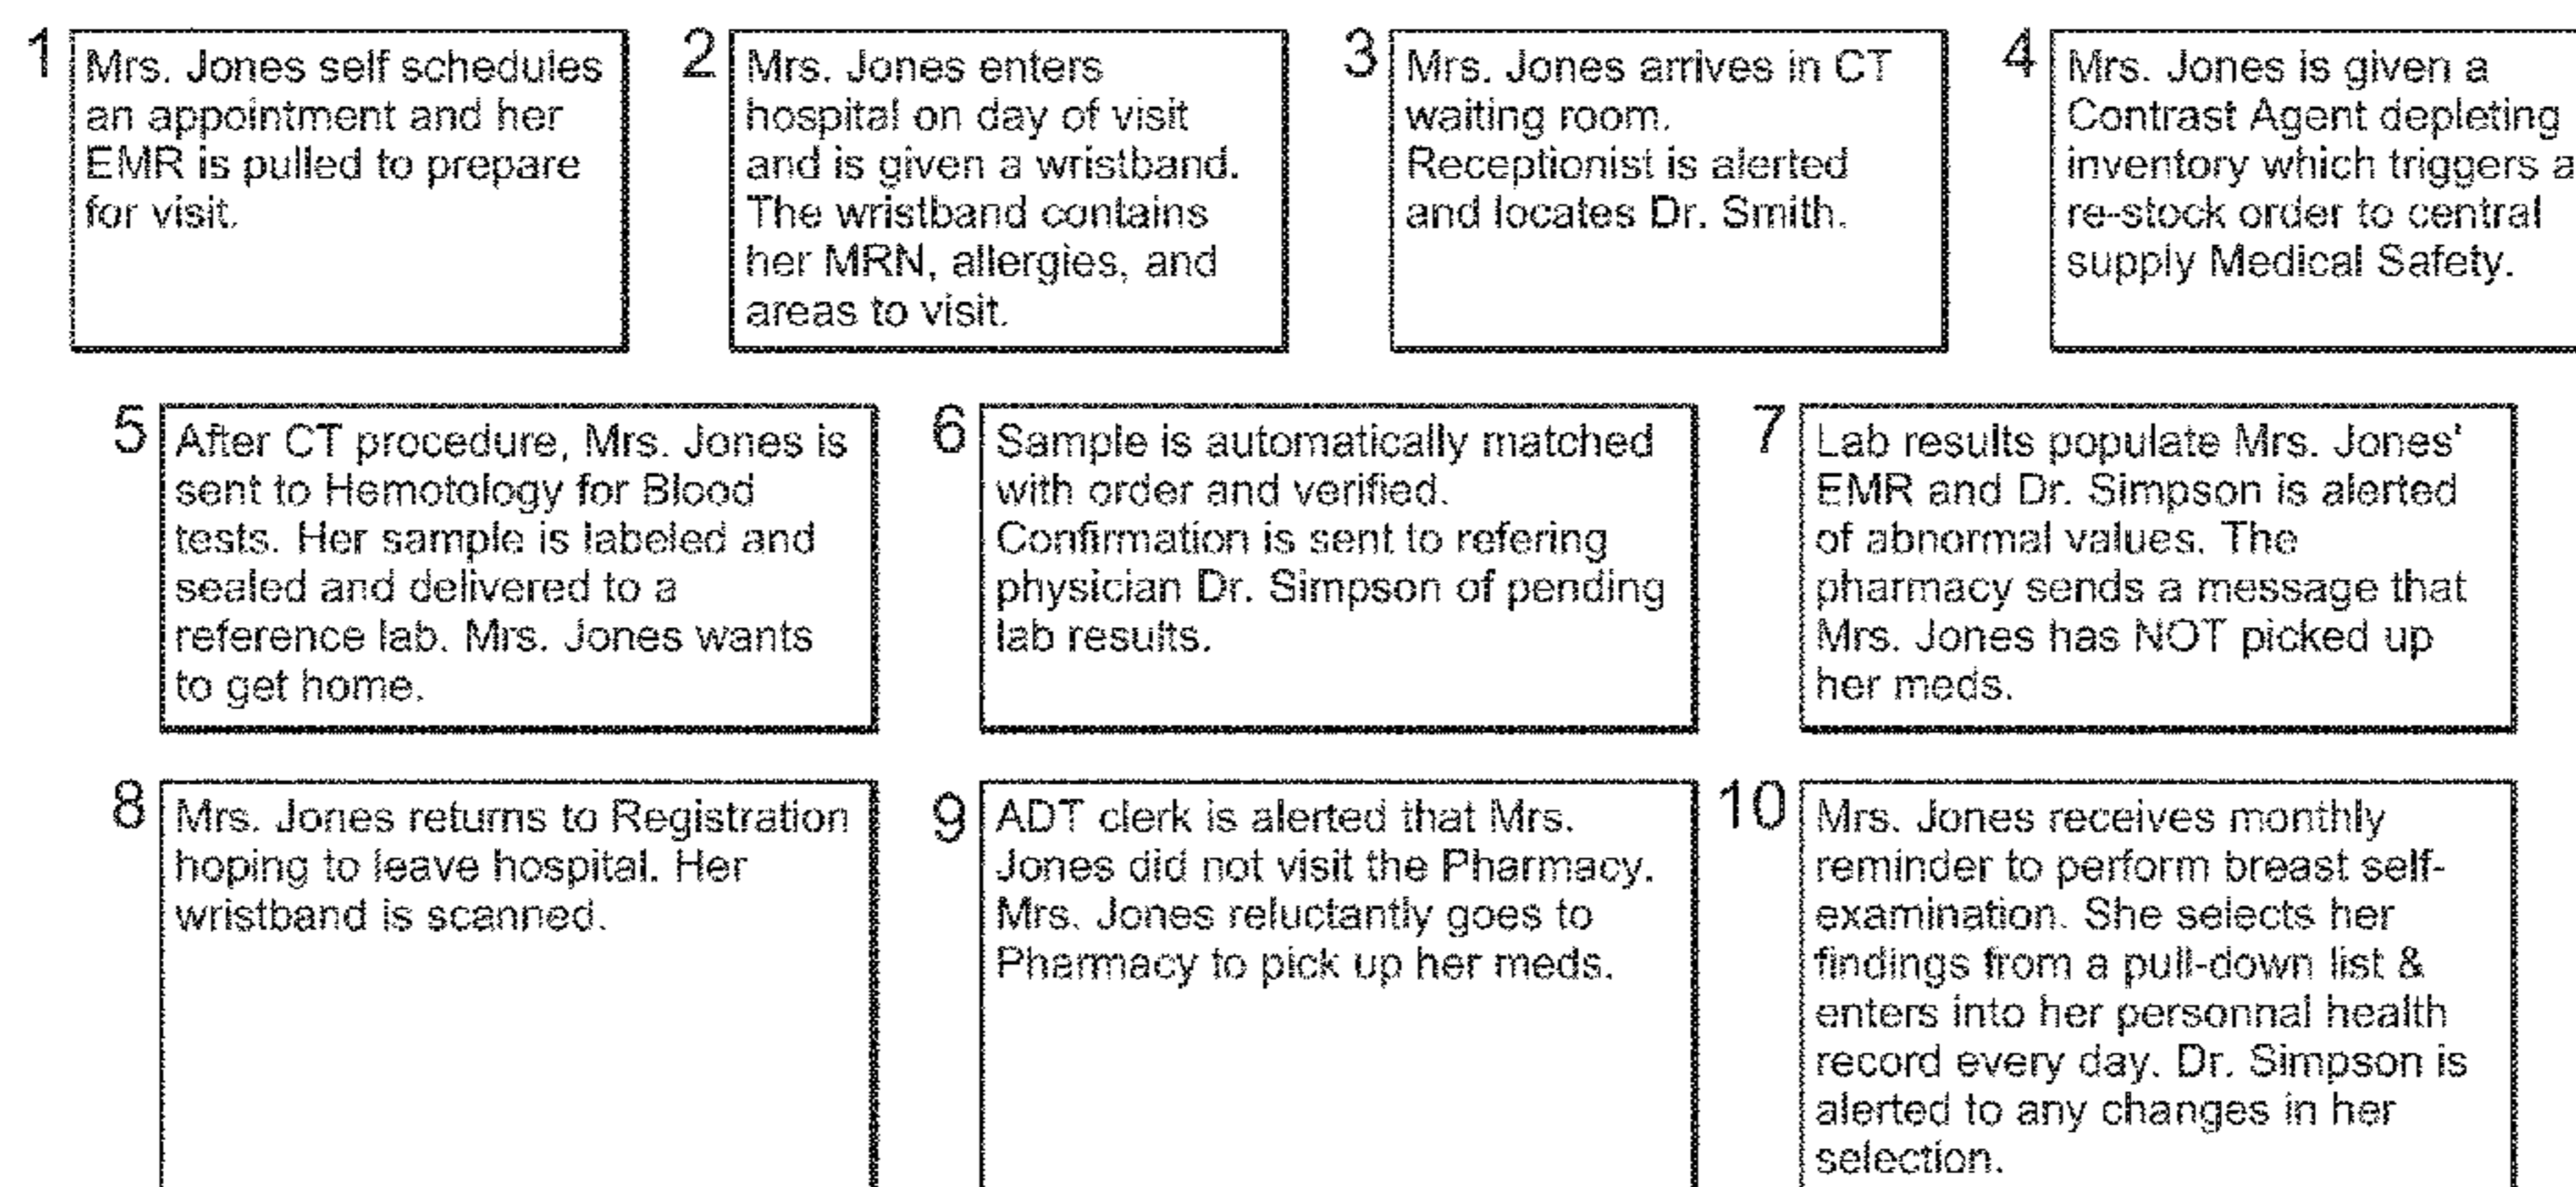 1
Mrs. Jones self schedules
an appointment and her
EMR is pulled to prepare
for visit.
2
Mrs. Jones enters
hospital on day of visit
and is given a wristband.
The wristband contains
her MRN, allergies, and
areas to visit.
3
Mrs. Jones arrives in CT
waiting room.
Receptionist is alerted
and locates Dr. Smith.
4
Mrs. Jones is given a
Contrast Agent depleting
inventory which triggers a
re-stock order to central
supply Medical Safety.
5
After CT procedure, Mrs. Jones is
sent to Hemotology for Blood
tests. Her sample is labeled and
sealed and delivered to a
reference lab. Mrs. Jones wants
to get home.
6
Sample is automatically matched
with order and verified.
Confirmation is sent to refering
physician Dr. Simpson of pending
lab results.
7
Lab results populate Mrs. Jones'
EMR and Dr. Simpson is alerted
of abnormal values. The
pharmacy sends a message that
Mrs. Jones has NOT picked up
her meds.
8
Mrs. Jones returns to Registration
hoping to leave hospital. Her
wristband is scanned.
9
ADT clerk is alerted that Mrs.
Jones did not visit the Pharmacy.
Mrs. Jones reluctantly goes to
Pharmacy to pick up her meds.
10
Mrs. Jones receives monthly
reminder to perform breast self-
examination. She selects her
findings from a pull-down list &
enters into her personnal health
record every day. Dr. Simpson is
alerted to any changes in her
selection.